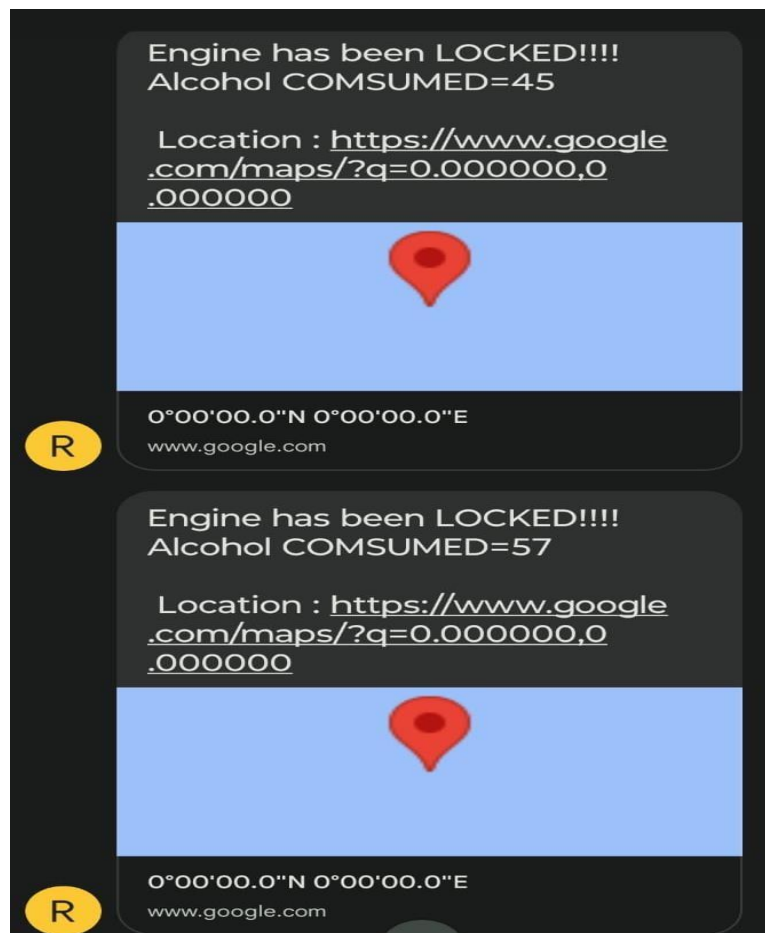 Engine has been LOCKED!!!!
Alcohol COMSUMED=45
Location : https://www.google
.com/maps/?q=0.000000,0
.000000
0°00'00.0"N 0°00'00.0"E
R
www.google.com
Engine has been LOCKED!!!!
Alcohol COMSUMED=57
Location : https://www.google
.com/maps/?q=0.000000,0
.000000
0°00'00.0"N 0°00'00.0"E
R
www.google.com